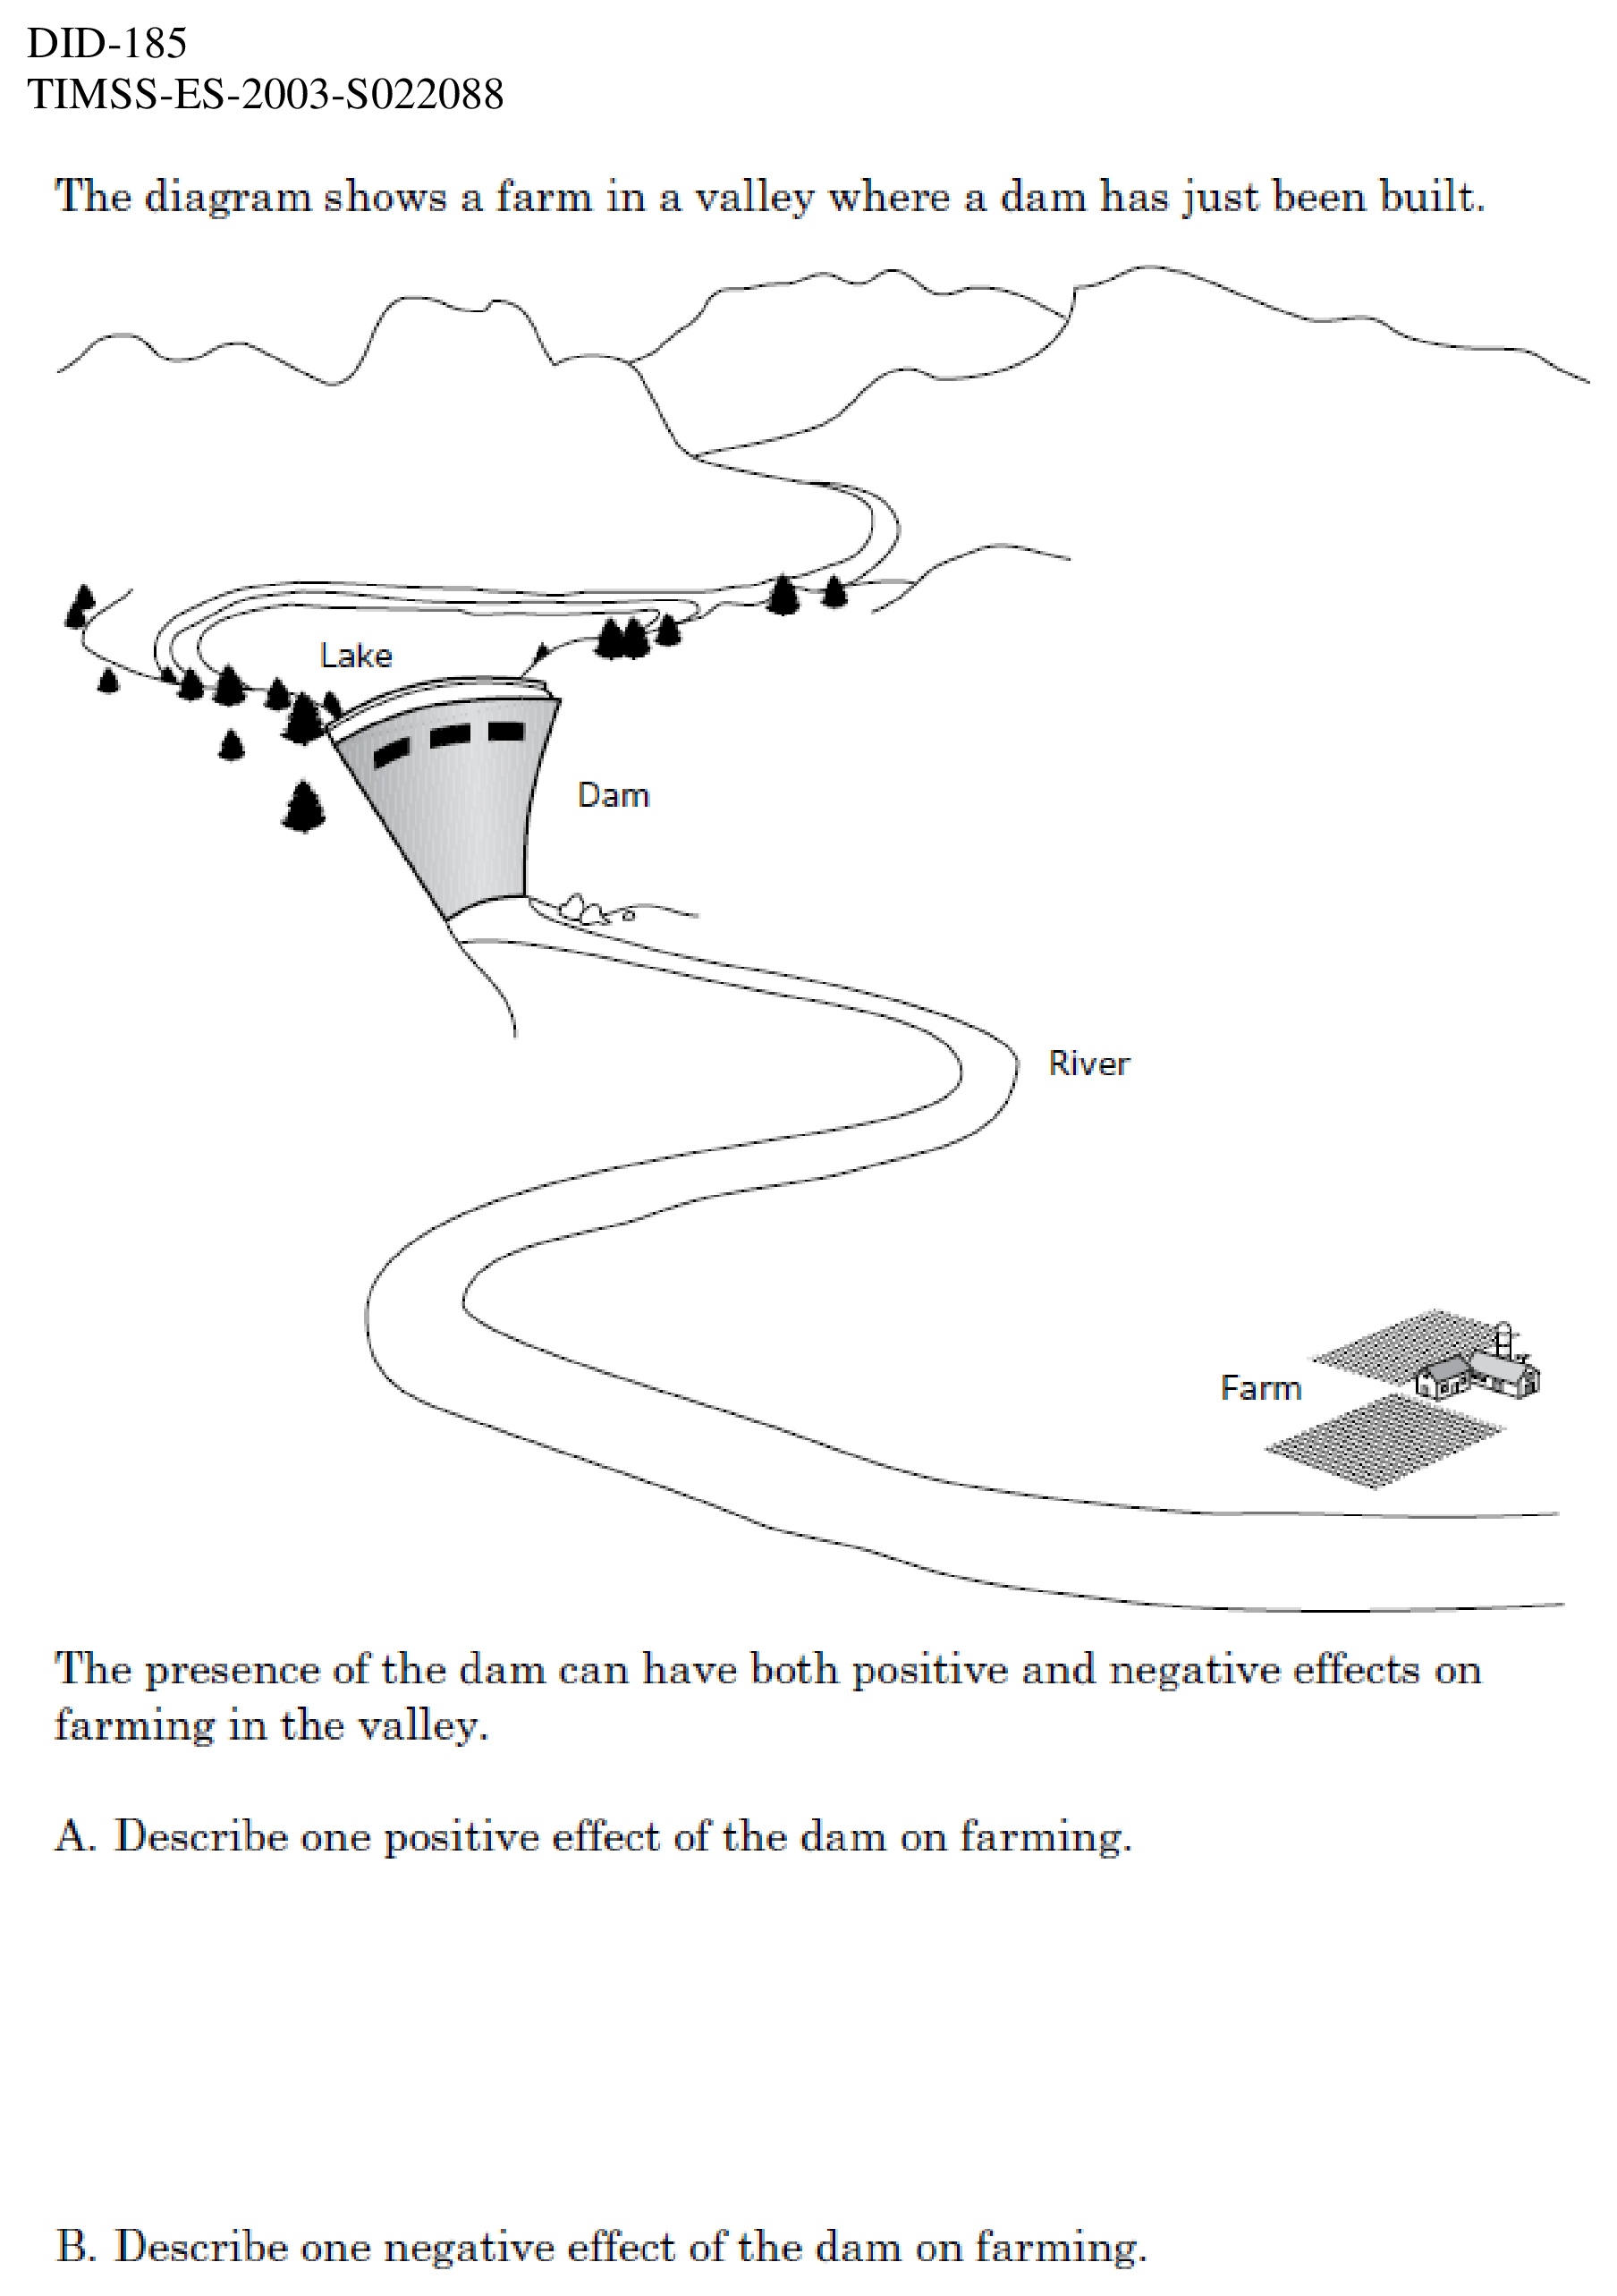 DID-185
TIMSS-ES-2003-S022088
The diagram shows a farm in a valley where a dam has just been built.
Lake
Dam
River
Farm
The presence of the dam can have both positive and negative effects on
farming in the valley.
A. Describe one positive effect of the dam on farming.
B. Describe one negative effect of the dam on farming.